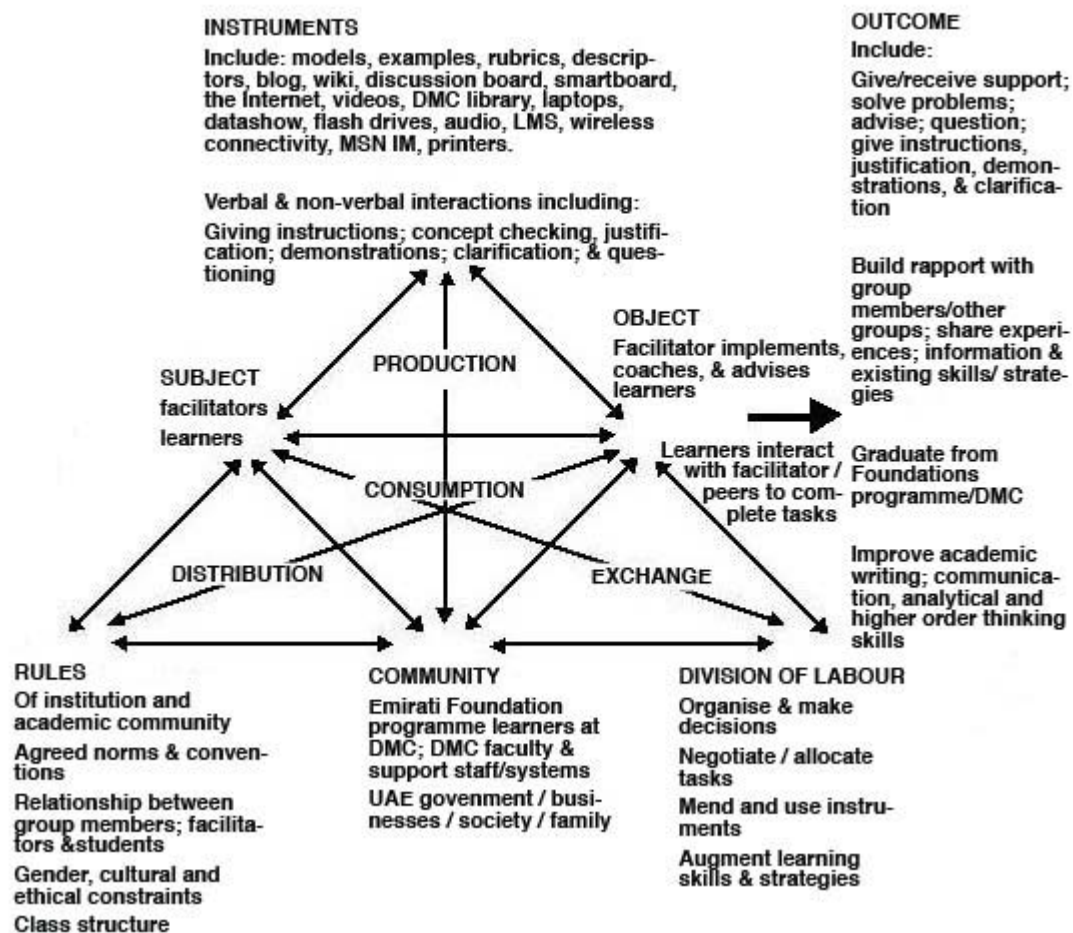 INSTRUMENTS
Include: models, examples, rubrics, descrip-
tors, blog, wiki, discussion board, smartboard,
the Internet, videos, DMC library, laptops,
datashow, flash drives, audio, LMS, wireless
connectivity, MSN IM, printers.
Verbal & non-verbal interactions including:
Giving instructions; concept checking, justifi-
cation; demonstrations; clarification; & ques-
tioning
OUTCOME
Include:
Give/receive support;
solve problems;
advise; question;
give instructions,
justification, demon-
strations, & clarifica-
tion
Build rapport with
group
members/other
groups; share experi-
ences; information &
existing skills/ strate-
gies
Graduate from
Foundations
programme/DMC
Improve academic
writing; communica-
tion, analytical and
higher order thinking
skills
PRODUCTION
SUBJECT
facilitators
learners
OBJECT
Facilitator implements,
coaches, & advises
learners
Learners interact
with facilitator /
peers to com-
plete tasks
CONSUMPTION
DISTRIBUTION
EXCHANGE
RULES
Of institution and
academic community
Agreed norms & conven-
tions
Relationship between
group members; facilita-
tors &students
Gender, cultural and
ethical constraints
Class structure
COMMUNITY
Emirati Foundation
programme learners at
DMC; DMC faculty &
support staff/systems
UAE govenment / busi-
nesses / society / family
DIVISION OF LABOUR
Organise & make
decisions
Negotiate / allocate
tasks
Mend and use instru-
ments
Augment learning
skills & strategies